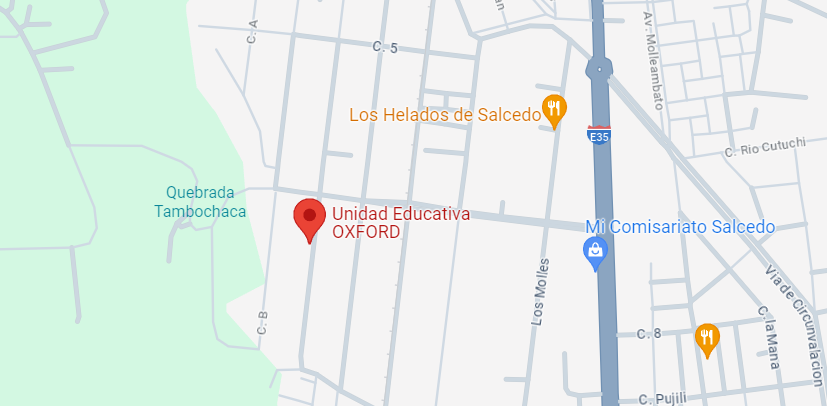 C. A
C. 5
Av. Molleambato
Los Helados de Salcedo
E35
C. Rio Cutuchi
Quebrada
Tambochaca
Unidad Educativa
OXFORD
Mi Comisariato Salcedo
Los Molles
C. B
Via de Circunvalacion
C. la Mana
C. 8
C. Pujili